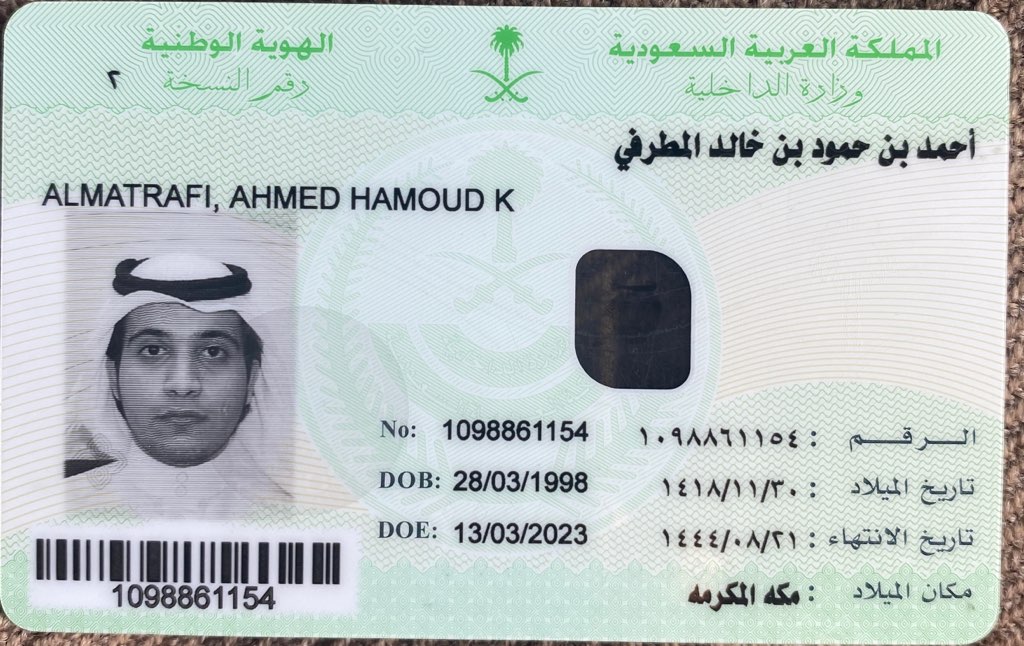 المملكة العربية السعودية
وزارة الداخلية
الهوية الوطنية
رقم النسخة ٢
أحمد بن حمود بن خالد المطرفي
ALMATRAFI, AHMED HAMOUD K
الرقم : ١٠٩٨٨٦١١٥٤
No: 1098861154
تاريخ الميلاد : ١٤١٨/١١/٣٠
DOB: 28/03/1998
تاريخ الانتهاء : ١٤٤٤/٠٨/٢١
DOE: 13/03/2023
مكان الميلاد : مكه المكرمه
1098861154